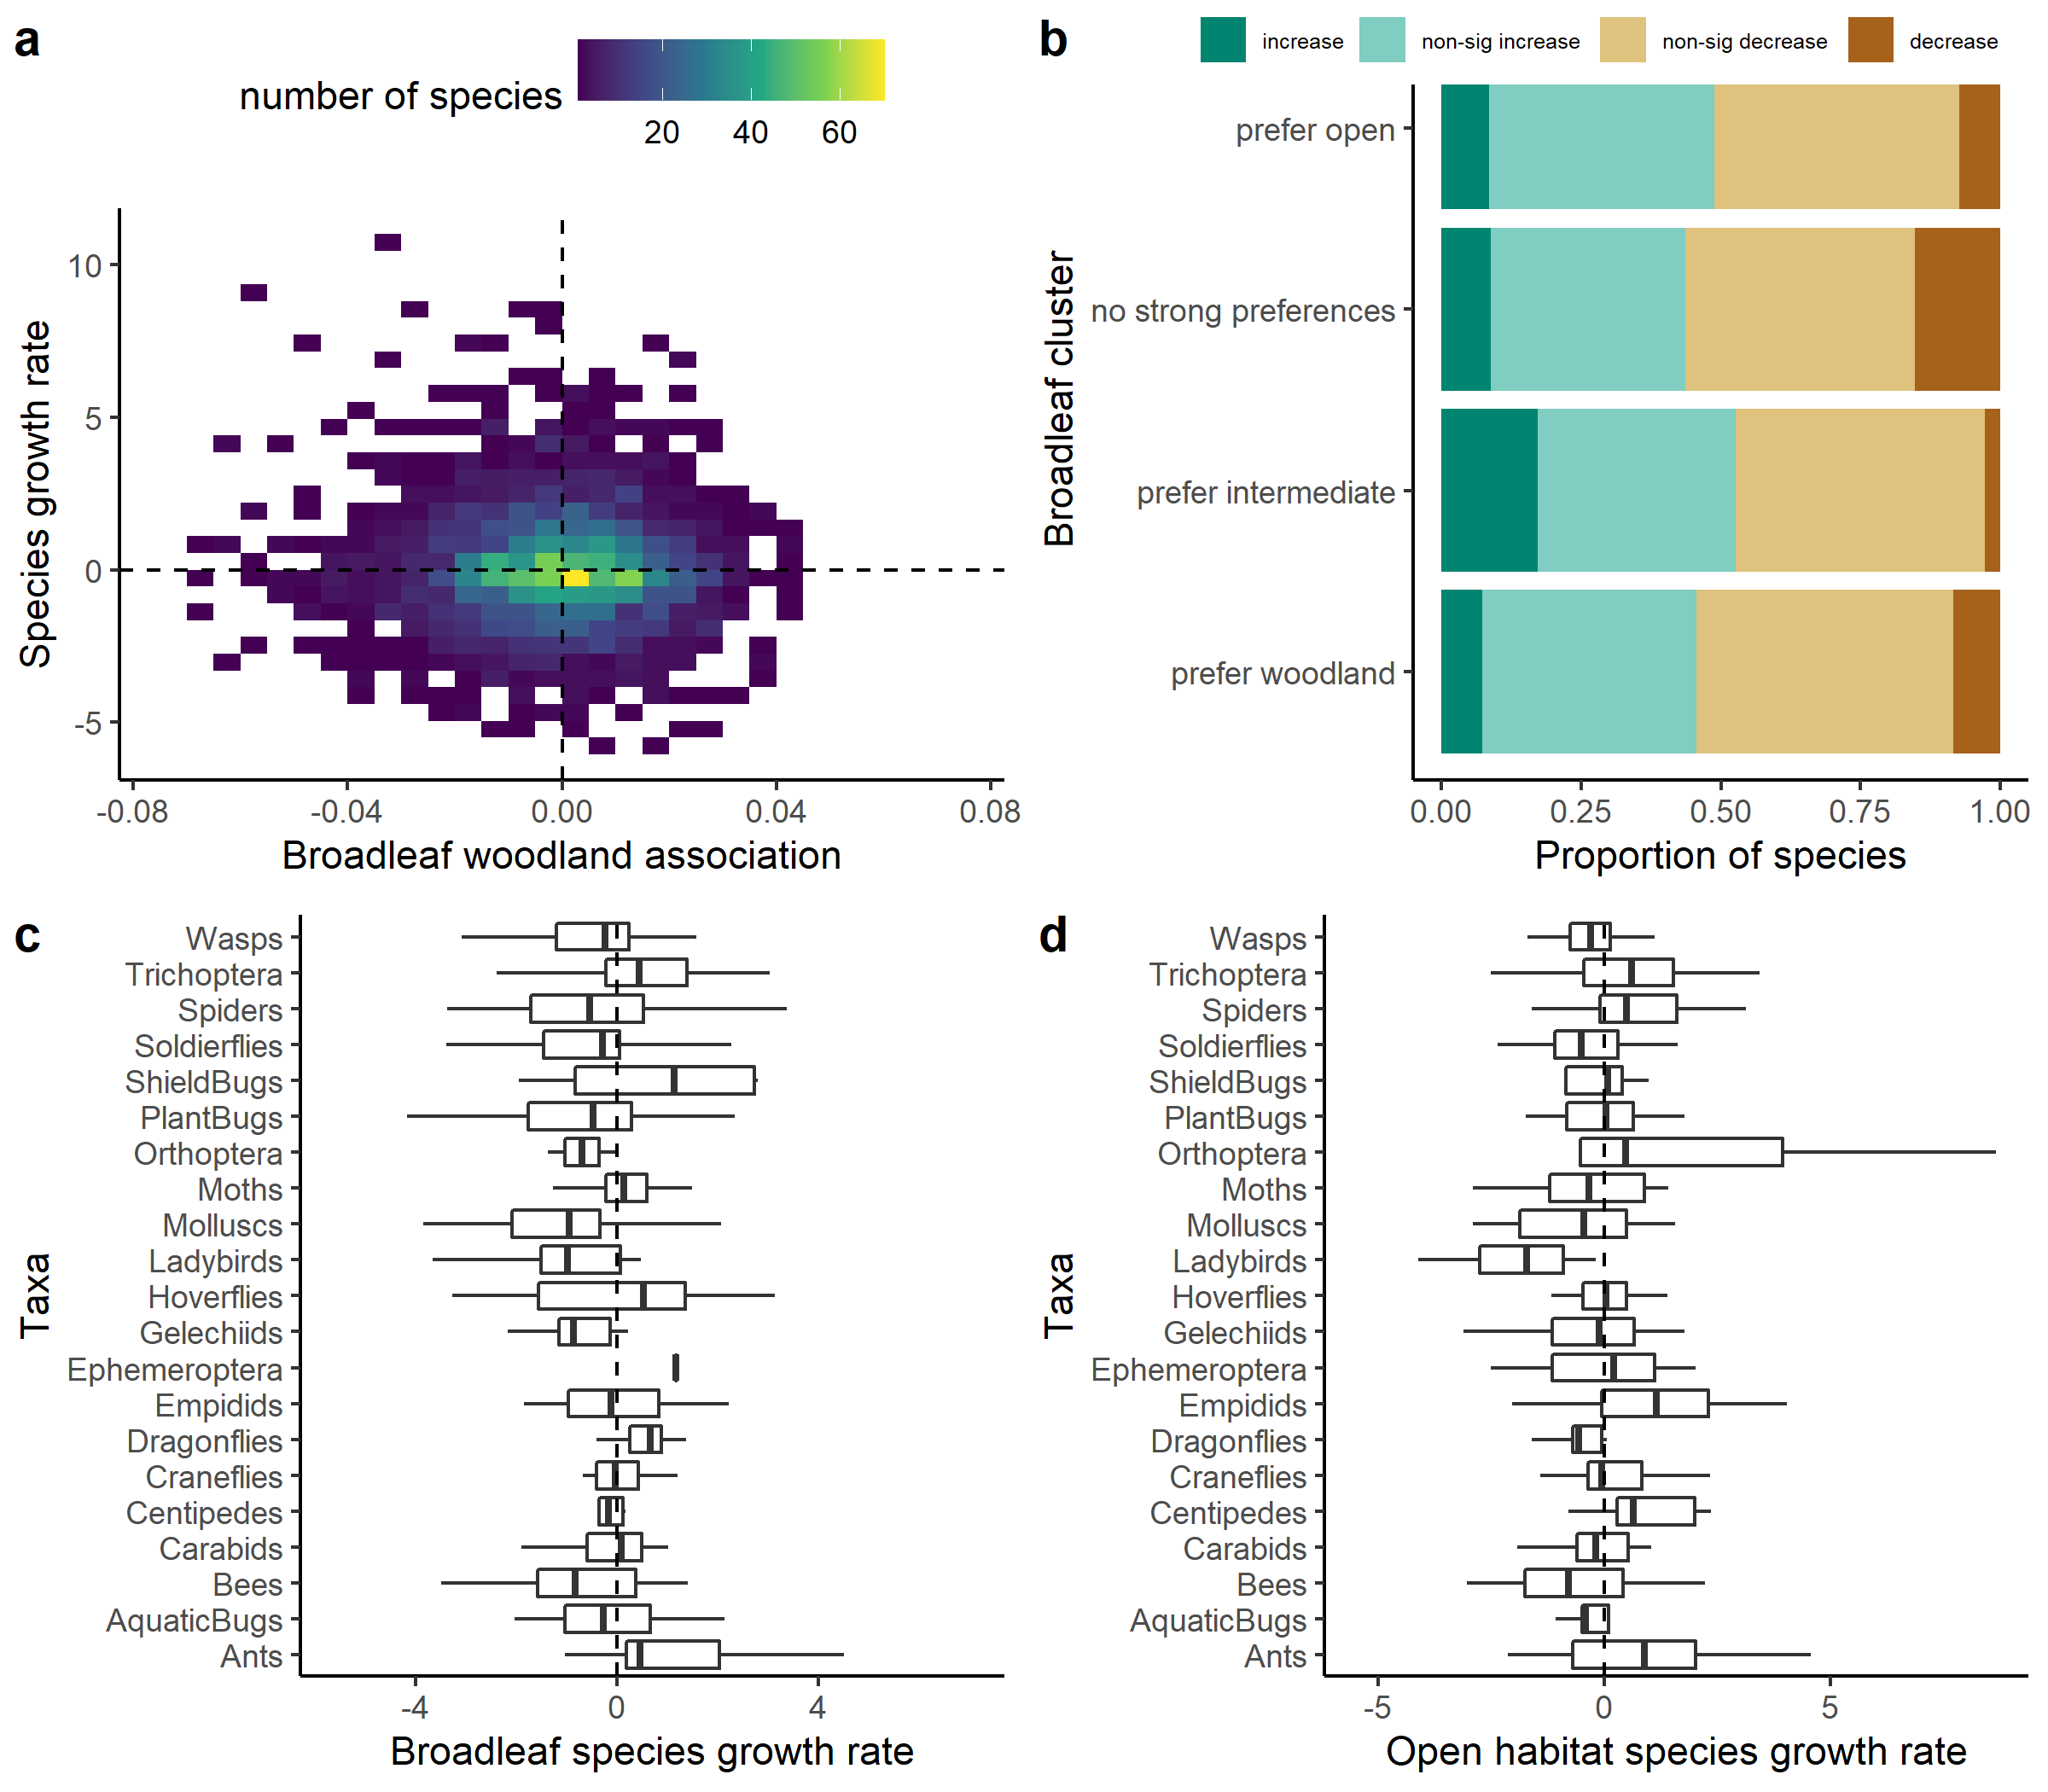 a
number of species
20 40 60
Species growth rate
10
5
0
-5
-0.08 -0.04 0.00 0.04 0.08
Broadleaf woodland association
b
increase non-sig increase non-sig decrease decrease
Broadleaf cluster
prefer open
no strong preferences
prefer intermediate
prefer woodland
0.00 0.25 0.50 0.75 1.00
Proportion of species
c
Taxa
Wasps
Trichoptera
Spiders
Soldierflies
ShieldBugs
PlantBugs
Orthoptera
Moths
Molluscs
Ladybirds
Hoverflies
Gelechiids
Ephemeroptera
Empidids
Dragonflies
Craneflies
Centipedes
Carabids
Bees
AquaticBugs
Ants
-4 0 4
Broadleaf species growth rate
d
Taxa
Wasps
Trichoptera
Spiders
Soldierflies
ShieldBugs
PlantBugs
Orthoptera
Moths
Molluscs
Ladybirds
Hoverflies
Gelechiids
Ephemeroptera
Empidids
Dragonflies
Craneflies
Centipedes
Carabids
Bees
AquaticBugs
Ants
-5 0 5
Open habitat species growth rate